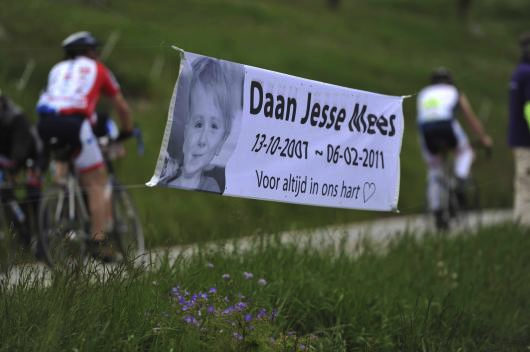 Daan Jesse Mees
13-10-2007 ~ 06-02-2011
Voor altijd in ons hart ♡